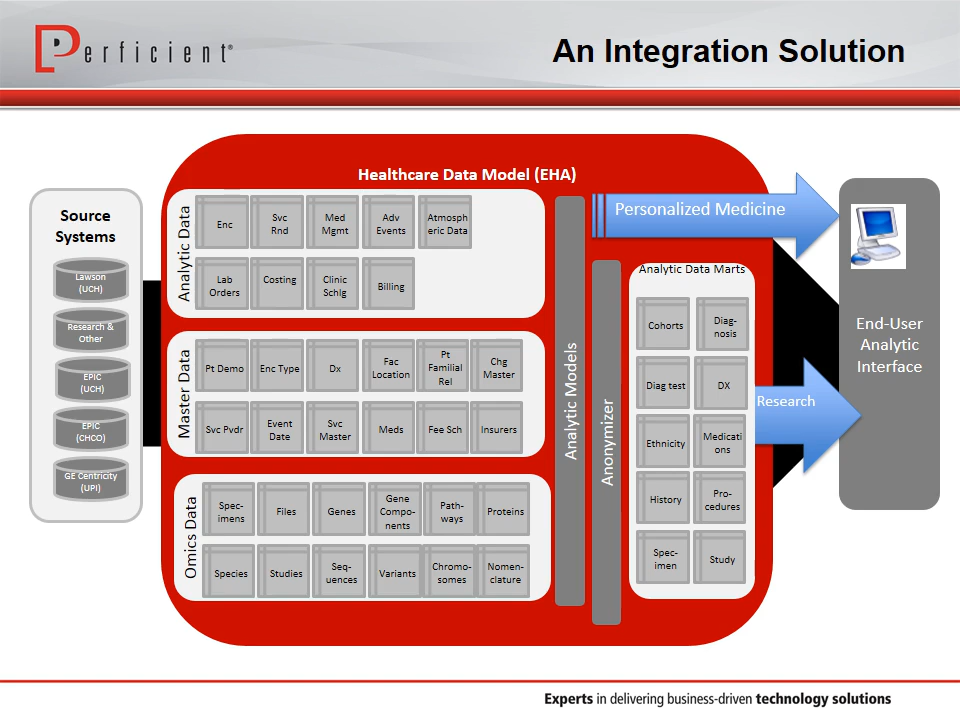 Perficient®
An Integration Solution
Healthcare Data Model (EHA)
Source
Systems
Lawson
(UCH)
Research &
Other
EPIC
(UCH)
EPIC
(CHCO)
GE Centricity
(UPI)
Analytic Data
Enc
Svc
Rnd
Med
Mgmt
Adv
Events
Atmosph
eric Data
Lab
Orders
Costing
Clinic
Schlg
Billing
Master Data
Pt Demo
Enc Type
Dx
Fac
Location
Pt
Familial
Rel
Chg
Master
Svc Pvdr
Event
Date
Svc
Master
Meds
Fee Sch
Insurers
Omics Data
Spec-
imens
Files
Genes
Gene
Compo-
nents
Path-
ways
Proteins
Species
Studies
Seq-
uences
Variants
Chromo-
somes
Nomen-
clature
Analytic Models
Anonymizer
Personalized Medicine
Analytic Data Marts
Cohorts
Diag-
nosis
Diag test
DX
Ethnicity
Medicati
ons
History
Pro-
cedures
Spec-
imen
Study
Research
End-User
Analytic
Interface
Experts in delivering business-driven technology solutions